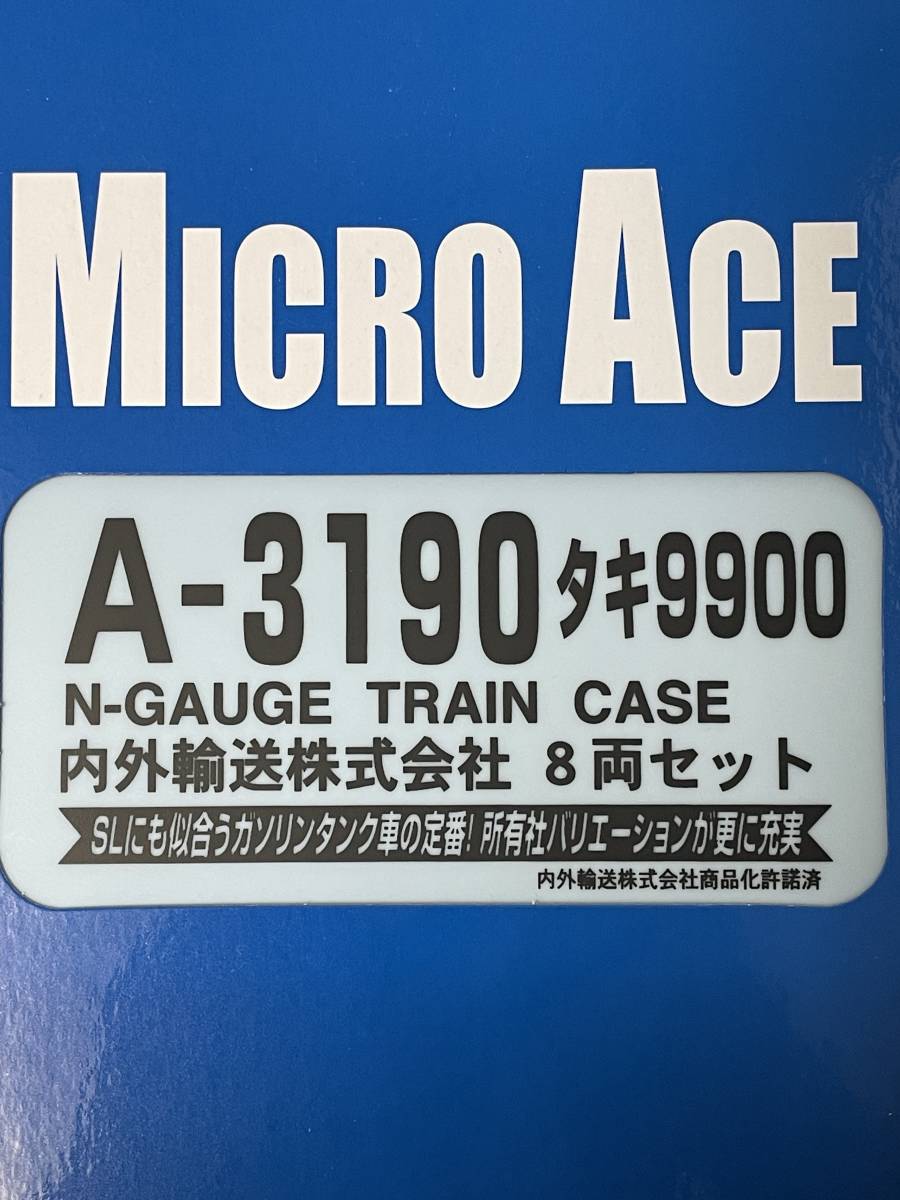 MICRO ACE
A-3190 タキ9900
N-GAUGE TRAIN CASE
内外輸送株式会社 8両セット
SLにも似合うガソリンタンク車の定番!所有社バリエーションが更に充実
内外輸送株式会社商品化許諾済